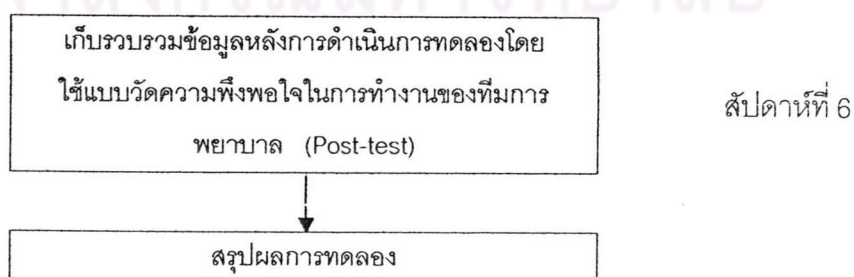 เก็บรวบรวมข้อมูลหลังการดำเนินการทดลองโดย
ใช้แบบวัดความพึงพอใจในการทำงานของทีมการ
พยาบาล (Post-test)
สัปดาห์ที่ 6
สรุปผลการทดลอง